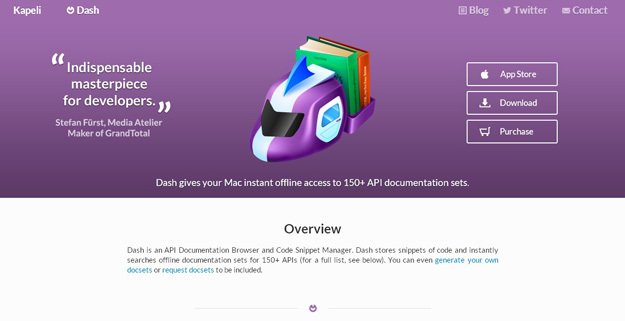 Kapeli
Dash
Blog
Twitter
Contact
“Indispensable
masterpiece
for developers.”
Stefan Fürst, Media Atelier
Maker of GrandTotal
App Store
Download
Purchase
Dash gives your Mac instant offline access to 150+ API documentation sets.
Overview
Dash is an API Documentation Browser and Code Snippet Manager. Dash stores snippets of code and instantly
searches offline documentation sets for 150+ APIs (for a full list, see below). You can even generate your own
docsets or request docsets to be included.